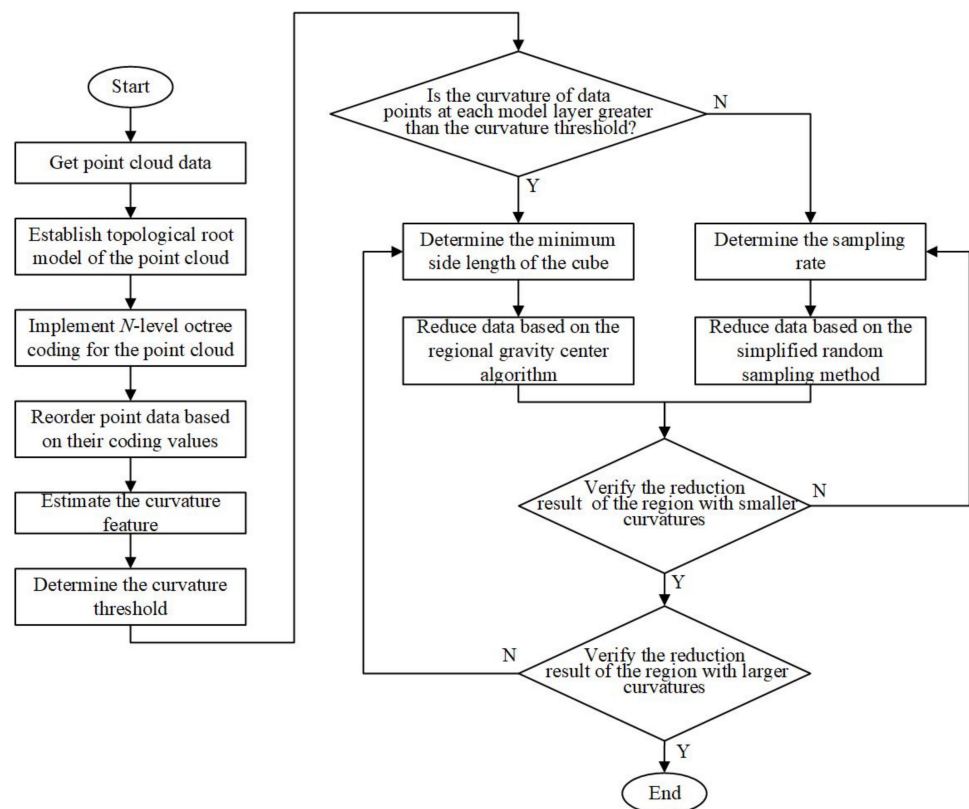 Start
Get point cloud data
Establish topological root
model of the point cloud
Implement N-level octree
coding for the point cloud
Reorder point data based
on their coding values
Estimate the curvature
feature
Determine the curvature
threshold
Is the curvature of data
points at each model layer greater
than the curvature threshold?
N
Y
Determine the minimum
side length of the cube
Determine the sampling
rate
Reduce data based on the
regional gravity center
algorithm
Reduce data based on the
simplified random
sampling method
Verify the reduction
result of the region with smaller
curvatures
N
Y
Verify the reduction
result of the region with larger
curvatures
N
Y
End